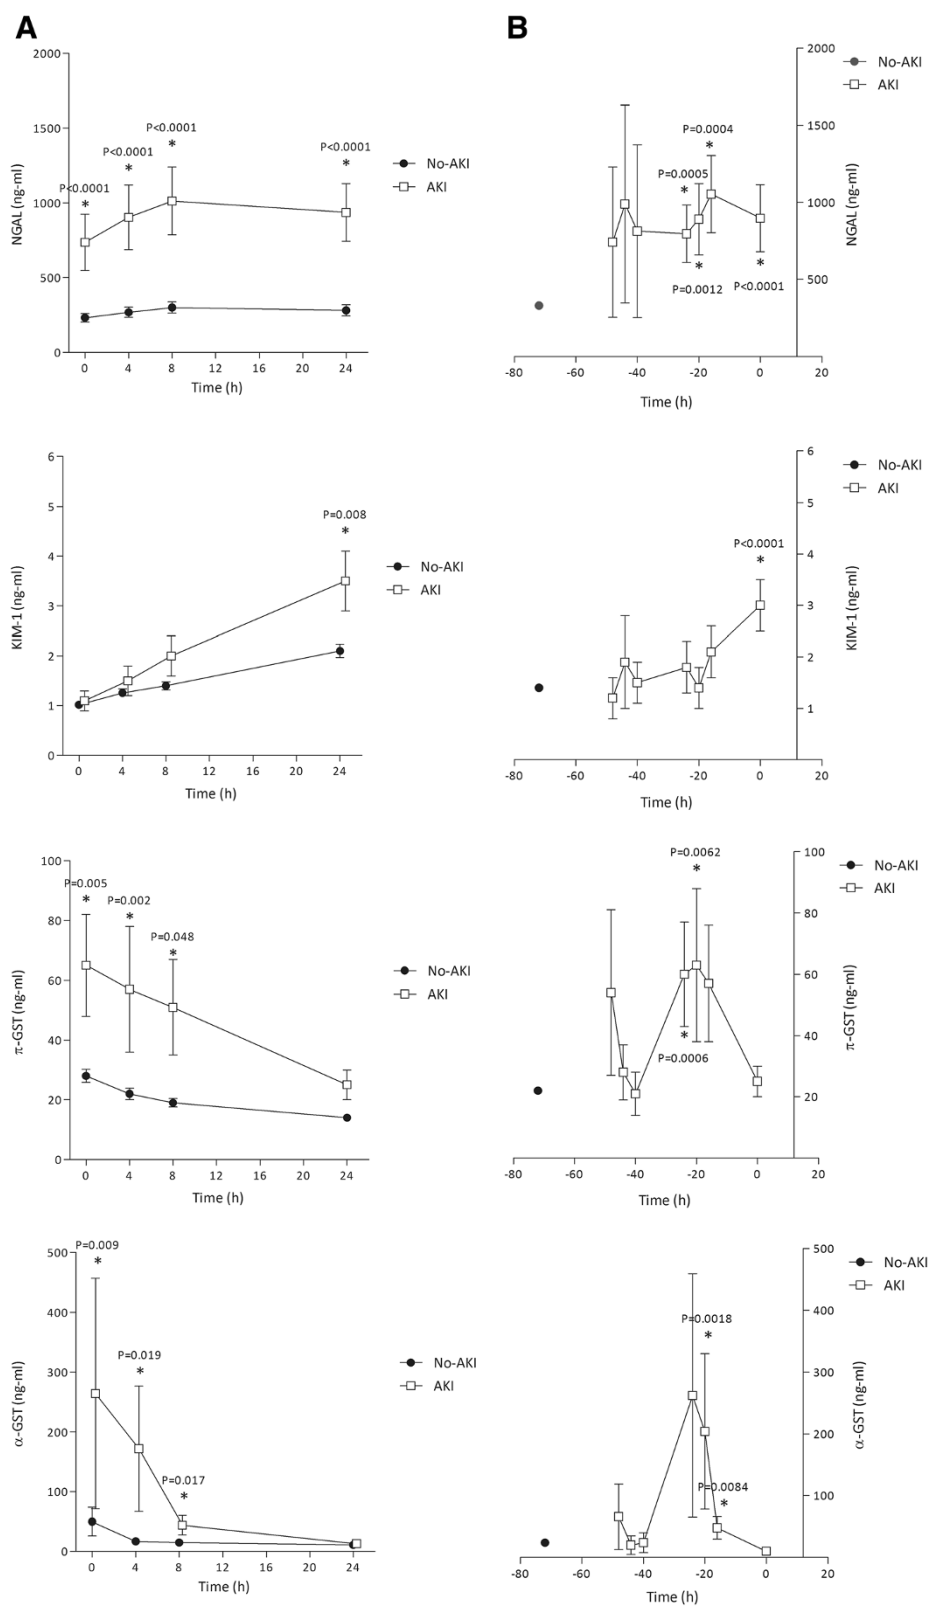 A
2000
1500
1000
500
0
NGAL (ng-ml)
P<0.0001
*
P<0.0001
*
P<0.0001
*
P<0.0001
*
No-AKI
AKI
0 4 8 12 16 20 24
Time (h)
B
2000
1500
1000
500
NGAL (ng-ml)
No-AKI
AKI
P=0.0004
*
P=0.0005
*
*
P=0.0012
*
P<0.0001
-80 -60 -40 -20 0 20
Time (h)
6
5
4
3
2
1
0
KIM-1 (ng-ml)
P=0.008
*
No-AKI
AKI
0 4 8 12 16 20 24
Time (h)
6
5
4
3
2
1
KIM-1 (ng-ml)
No-AKI
AKI
P<0.0001
*
-80 -60 -40 -20 0 20
Time (h)
100
80
60
40
20
0
π-GST (ng-ml)
P=0.005
*
P=0.002
*
P=0.048
*
No-AKI
AKI
0 4 8 12 16 20 24
Time (h)
100
80
60
40
20
π-GST (ng-ml)
No-AKI
AKI
P=0.0062
*
*
P=0.0006
-80 -60 -40 -20 0 20
Time (h)
500
400
300
200
100
0
α-GST (ng-ml)
P=0.009
*
P=0.019
*
P=0.017
*
No-AKI
AKI
0 4 8 12 16 20 24
Time (h)
500
400
300
200
100
α-GST (ng-ml)
No-AKI
AKI
P=0.0018
*
P=0.0084
*
-80 -60 -40 -20 0 20
Time (h)